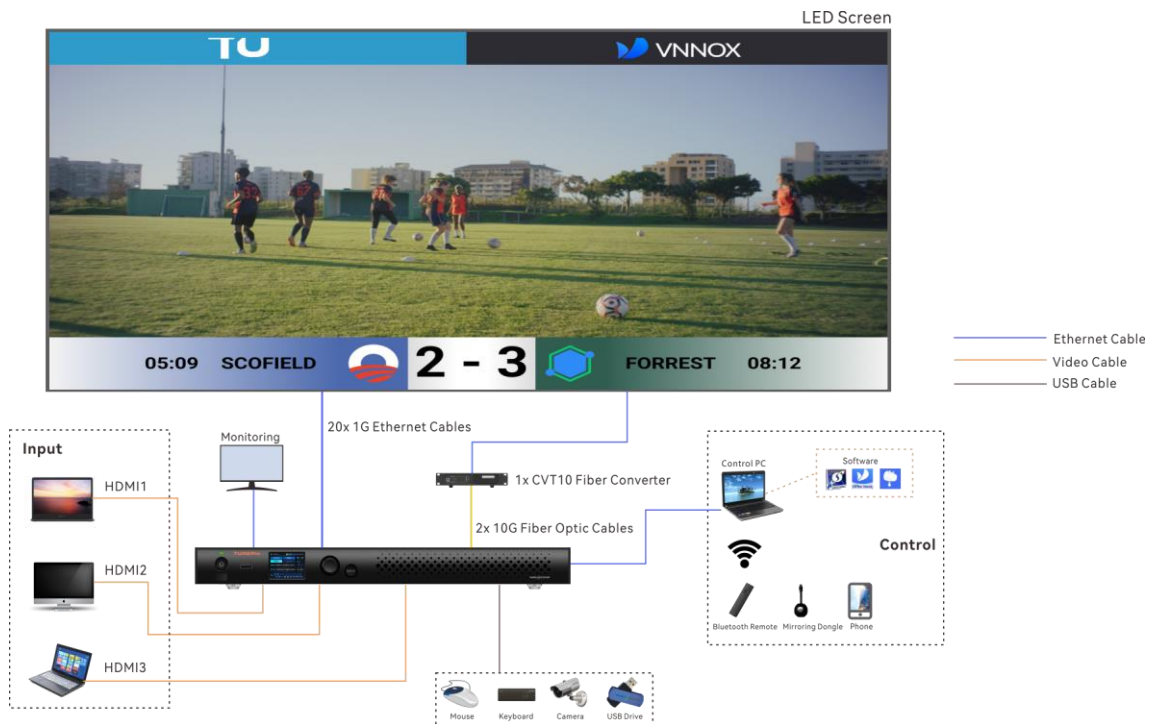 LED Screen
TU
VNNOX
05:09 SCOFIELD 2 - 3 FORREST 08:12
Ethernet Cable
Video Cable
USB Cable
20x 1G Ethernet Cables
Monitoring
Input
HDMI1
HDMI2
HDMI3
1x CVT10 Fiber Converter
2x 10G Fiber Optic Cables
Control PC
Software
Control
Bluetooth Remote
Mirroring Dongle
Phone
Mouse
Keyboard
Camera
USB Drive